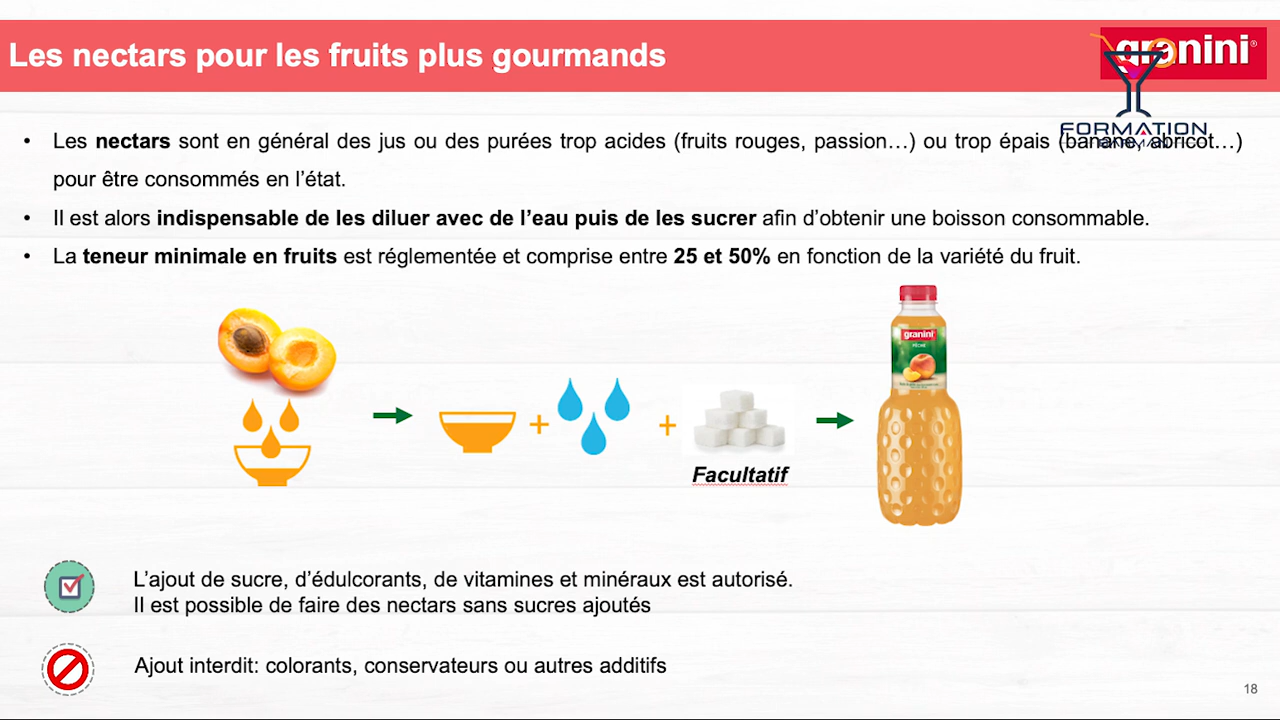 Les nectars pour les fruits plus gourmands
granini®
FORMATION
BARMAN
• Les nectars sont en général des jus ou des purées trop acides (fruits rouges, passion…) ou trop épais (banane, abricot…)
pour être consommés en l’état.
• Il est alors indispensable de les diluer avec de l’eau puis de les sucrer afin d’obtenir une boisson consommable.
• La teneur minimale en fruits est réglementée et comprise entre 25 et 50% en fonction de la variété du fruit.
granini
PÊCHE
+
+
Facultatif
L’ajout de sucre, d’édulcorants, de vitamines et minéraux est autorisé.
Il est possible de faire des nectars sans sucres ajoutés
Ajout interdit: colorants, conservateurs ou autres additifs
18